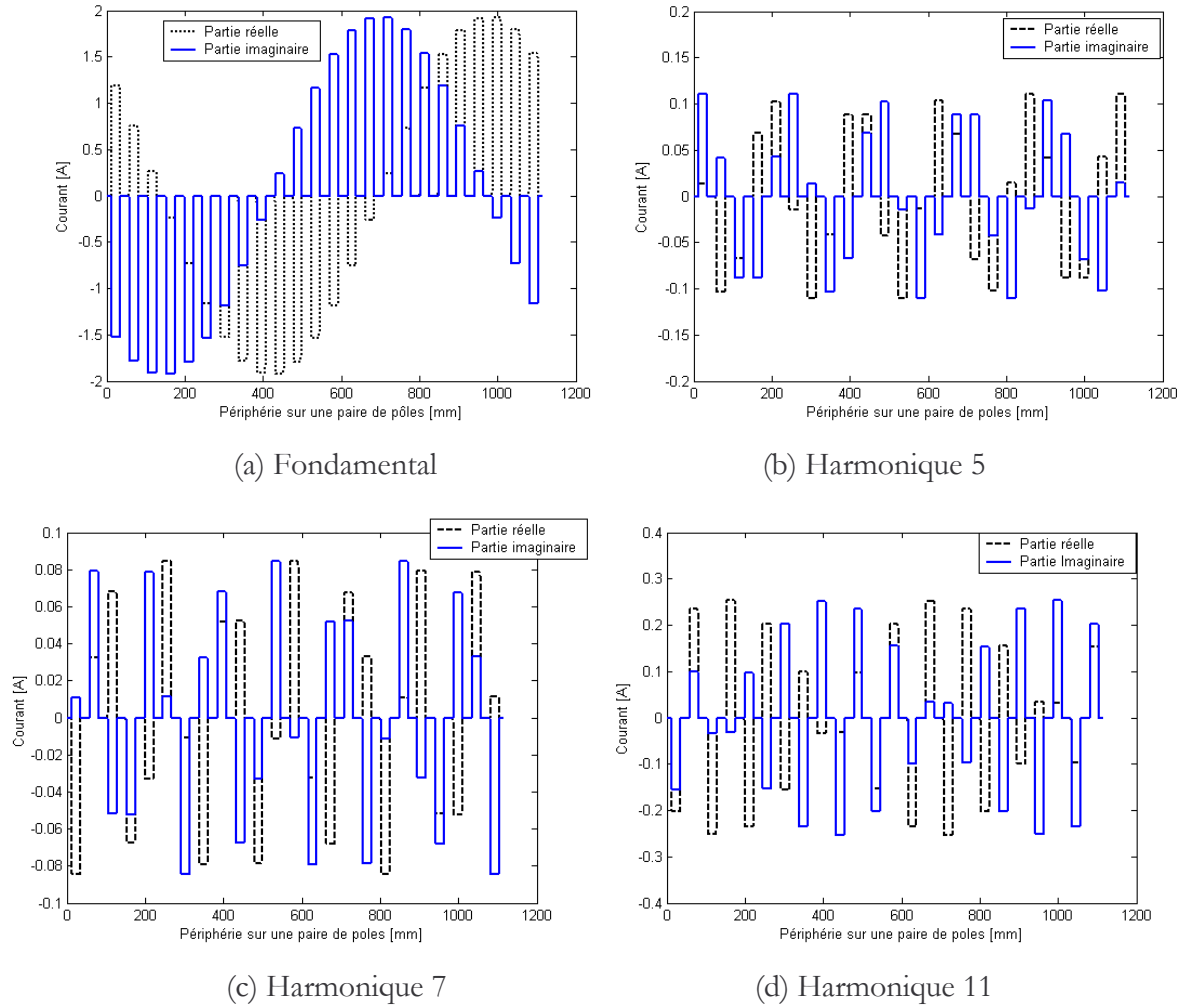 Partie réelle
Partie imaginaire
Courant [A]
2
1.5
1
0.5
0
-0.5
-1
-1.5
-2
0 200 400 600 800 1000 1200
Périphérie sur une paire de pôles [mm]
(a) Fondamental
Partie réelle
Partie imaginaire
Courant [A]
0.2
0.15
0.1
0.05
0
-0.05
-0.1
-0.15
-0.2
0 200 400 600 800 1000 1200
Périphérie sur une paire de poles [mm]
(b) Harmonique 5
Partie réelle
Partie imaginaire
Courant [A]
0.1
0.08
0.06
0.04
0.02
0
-0.02
-0.04
-0.06
-0.08
-0.1
0 200 400 600 800 1000 1200
Périphérie sur une paire de poles [mm]
(c) Harmonique 7
Partie réelle
Partie Imaginaire
Courant [A]
0.4
0.3
0.2
0.1
0
-0.1
-0.2
-0.3
-0.4
0 200 400 600 800 1000 1200
Périphérie sur une paire de poles [mm]
(d) Harmonique 11